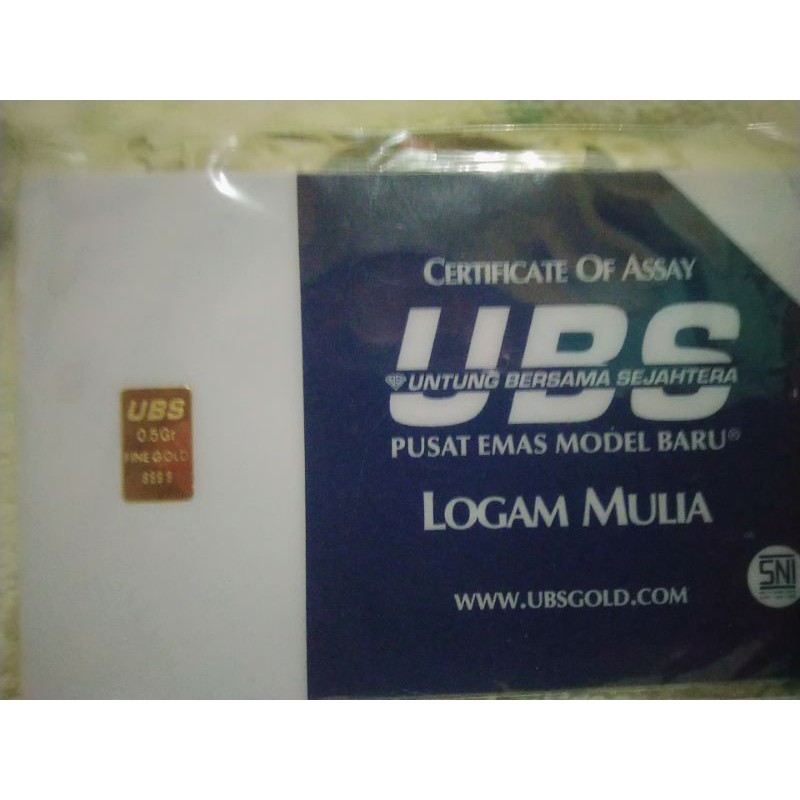 UBS
0.5Gr
FINE GOLD
999.9
CERTIFICATE OF ASSAY
UBS
UNTUNG BERSAMA SEJAHTERA
PUSAT EMAS MODEL BARU®
LOGAM MULIA
WWW.UBSGOLD.COM
SNI